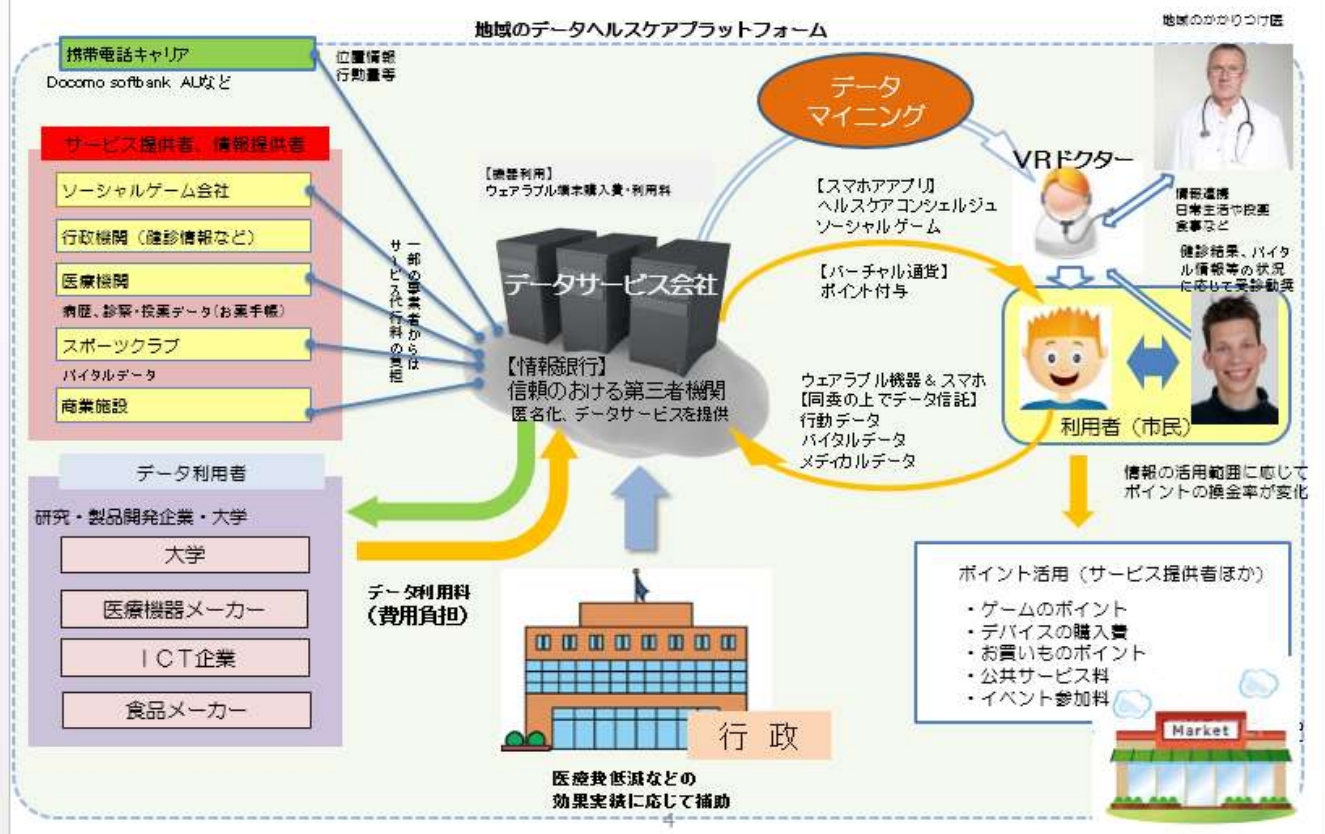 地域のデータヘルスケアプラットフォーム
地域のかかりつけ医
携帯電話キャリア
Docomo softbank AUなど
位置情報
行動量等
サービス提供者、情報提供者
ソーシャルゲーム会社
行政機関（健診情報など）
医療機関
病歴、診察・投薬データ(お薬手帳)
スポーツクラブ
バイタルデータ
商業施設
一部の事業者からは
サービス代行料の負担
【機器利用】
ウェアラブル端末購入費・利用料
データサービス会社
【情報銀行】
信頼のおける第三者機関
匿名化、データサービスを提供
データ
マイニング
VRドクター
情報連携
日常生活や投薬
食事など
健診結果、バイタ
ル情報等の状況
に応じて受診勧奨
【スマホアプリ】
ヘルスケアコンシェルジュ
ソーシャルゲーム
【バーチャル通貨】
ポイント付与
ウェアラブル機器＆スマホ
【同意の上でデータ信託】
行動データ
バイタルデータ
メディカルデータ
利用者（市民）
情報の活用範囲に応じて
ポイントの換金率が変化
データ利用者
研究・製品開発企業・大学
大学
医療機器メーカー
ＩＣＴ企業
食品メーカー
データ利用料
（費用負担）
行 政
医療費低減などの
効果実績に応じて補助
ポイント活用（サービス提供者ほか）
・ゲームのポイント
・デバイスの購入費
・お買いものポイント
・公共サービス料
・イベント参加料
Market
4